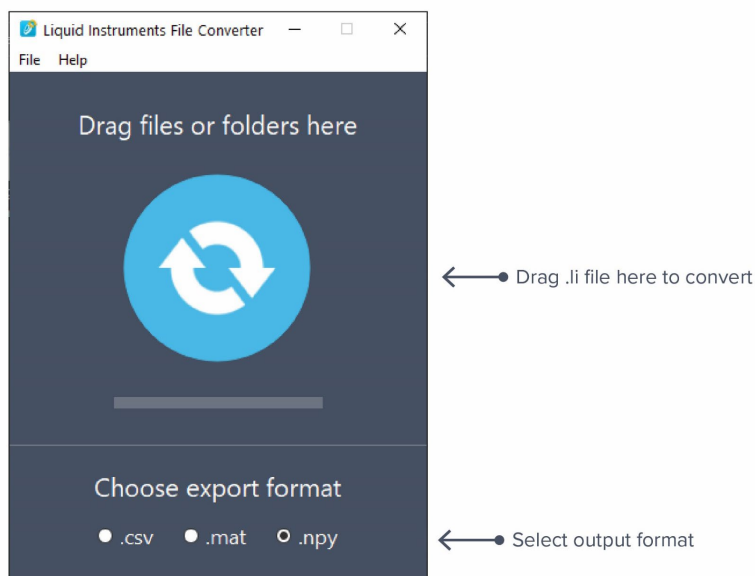 Liquid Instruments File Converter
File Help
Drag files or folders here
Drag .li file here to convert
Choose export format
.csv .mat .npy
Select output format